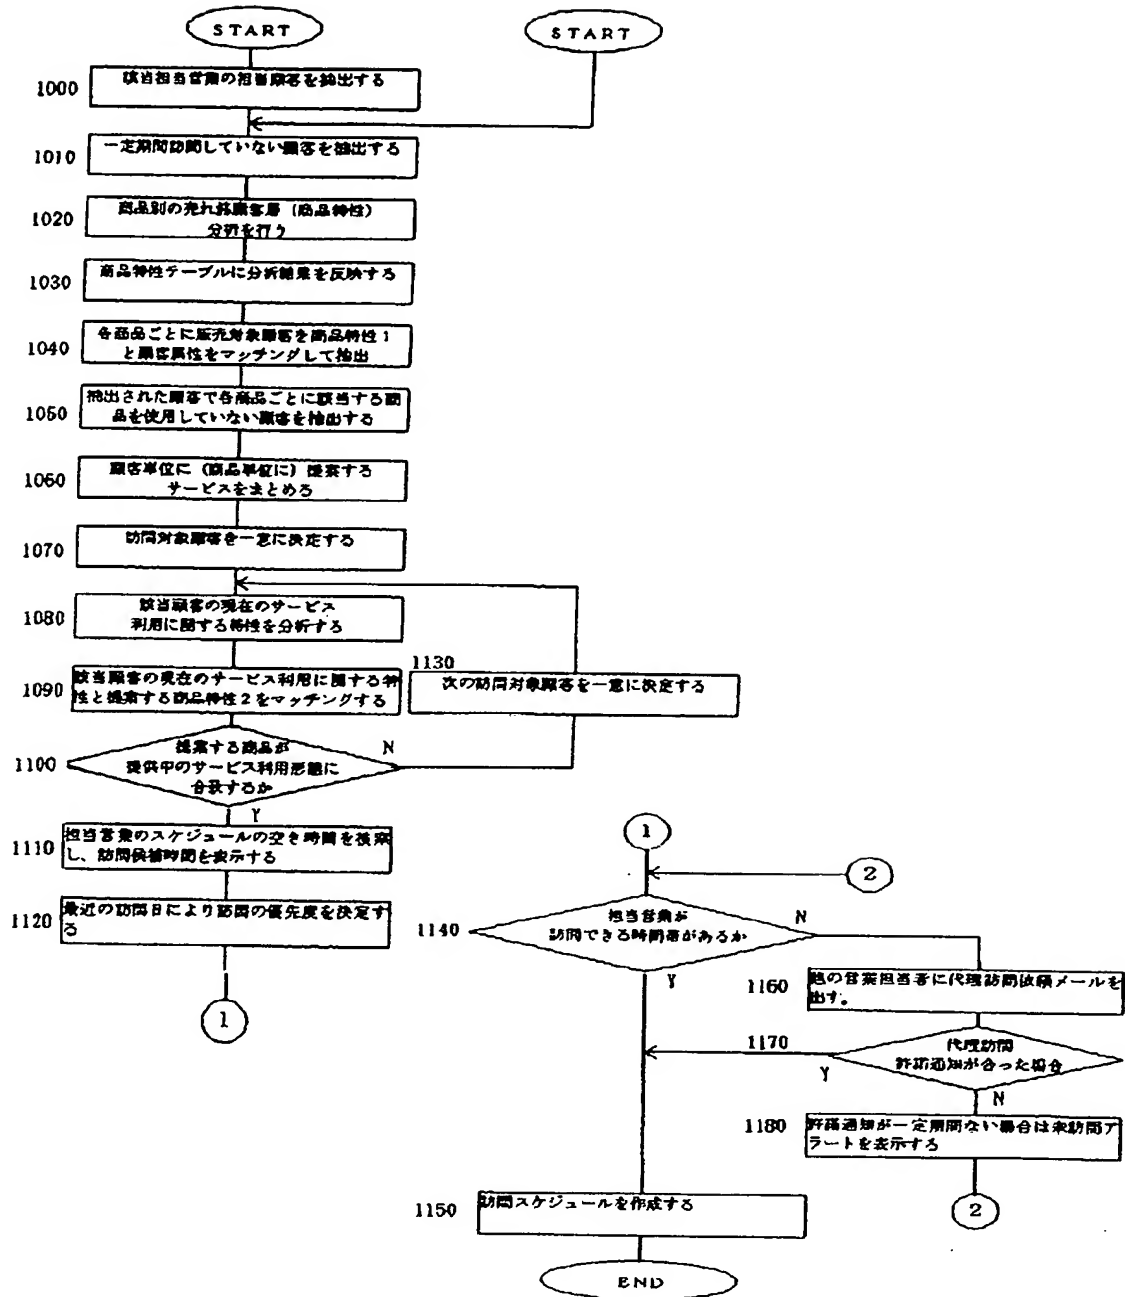 START
START
1000
該当担当営業の担当顧客を抽出する
1010
一定期間訪問していない顧客を抽出する
1020
商品別の売れ筋顧客層（商品特性）
分析を行う
1030
商品特性テーブルに分析結果を反映する
1040
各商品ごとに販売対象顧客を商品特性1
と顧客属性をマッチングして抽出
1050
抽出された顧客で各商品ごとに該当する商
品を使用していない顧客を抽出する
1060
顧客単位に（商品単位に）提案する
サービスをまとめる
1070
訪問対象顧客を一意に決定する
1080
該当顧客の現在のサービス
利用に関する特性を分析する
1090
該当顧客の現在のサービス利用に関する特
性と提案する商品特性2をマッチングする
1130
次の訪問対象顧客を一意に決定する
1100
提案する商品が
提供中のサービス利用形態に
合致するか
N
Y
1110
担当営業のスケジュールの空き時間を検索
し、訪問候補時間を表示する
1120
最近の訪問日により訪問の優先度を決定す
る
1
1
2
1140
担当営業が
訪問できる時間帯があるか
N
Y
1160
他の営業担当者に代理訪問依頼メールを
出す。
1170
代理訪問
許諾通知が合った場合
Y
N
1180
許諾通知が一定期間ない場合は未訪問ア
ラートを表示する
2
1150
訪問スケジュールを作成する
END